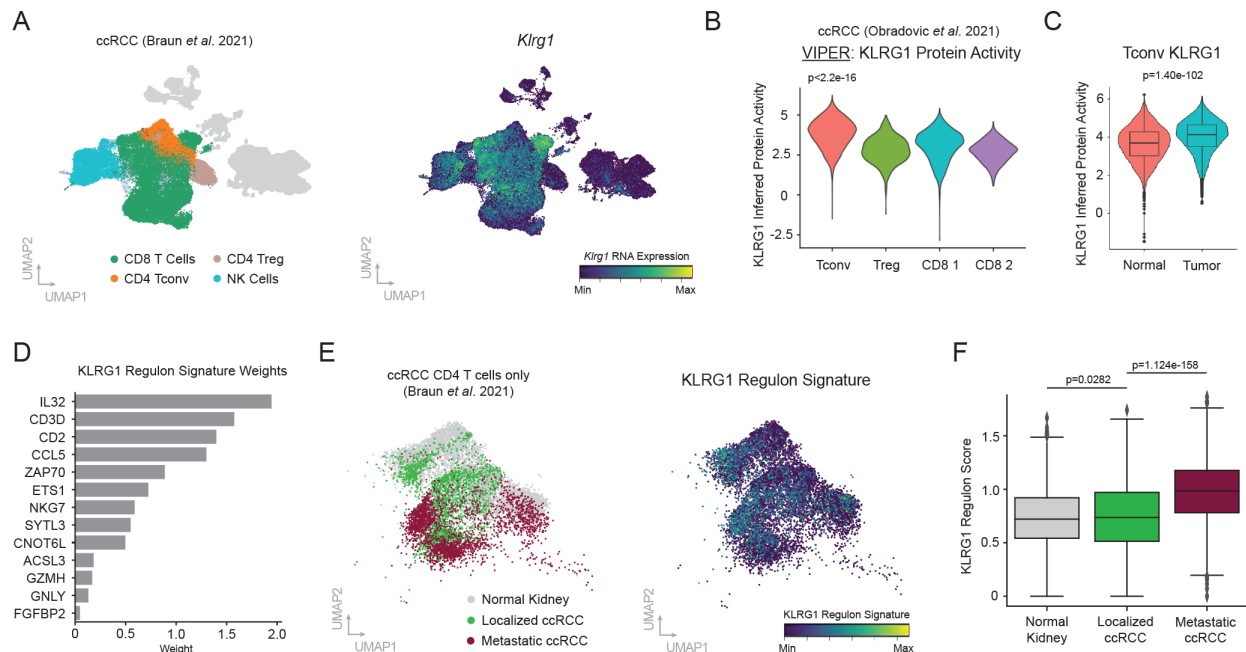 A
ccRCC (Braun et al. 2021)
Klrg1
UMAP2
UMAP1
CD8 T Cells
CD4 Treg
CD4 Tconv
NK Cells
UMAP2
UMAP1
Klrg1 RNA Expression
Min
Max
B
ccRCC (Obradovic et al. 2021)
VIPER: KLRG1 Protein Activity
p<2.2e-16
KLRG1 Inferred Protein Activity
5
2.5
0
-2.5
Tconv
Treg
CD8 1
CD8 2
C
Tconv KLRG1
p=1.40e-102
KLRG1 Inferred Protein Activity
6
4
2
0
Normal
Tumor
D
KLRG1 Regulon Signature Weights
IL32
CD3D
CD2
CCL5
ZAP70
ETS1
NKG7
SYTL3
CNOT6L
ACSL3
GZMH
GNLY
FGFBP2
0
0.5
1.0
1.5
2.0
Weight
E
ccRCC CD4 T cells only
(Braun et al. 2021)
KLRG1 Regulon Signature
UMAP2
UMAP1
Normal Kidney
Localized ccRCC
Metastatic ccRCC
UMAP2
UMAP1
KLRG1 Regulon Signature
Min
Max
F
p=1.124e-158
p=0.0282
KLRG1 Regulon Score
1.5
1.0
0.5
0
Normal
Kidney
Localized
ccRCC
Metastatic
ccRCC